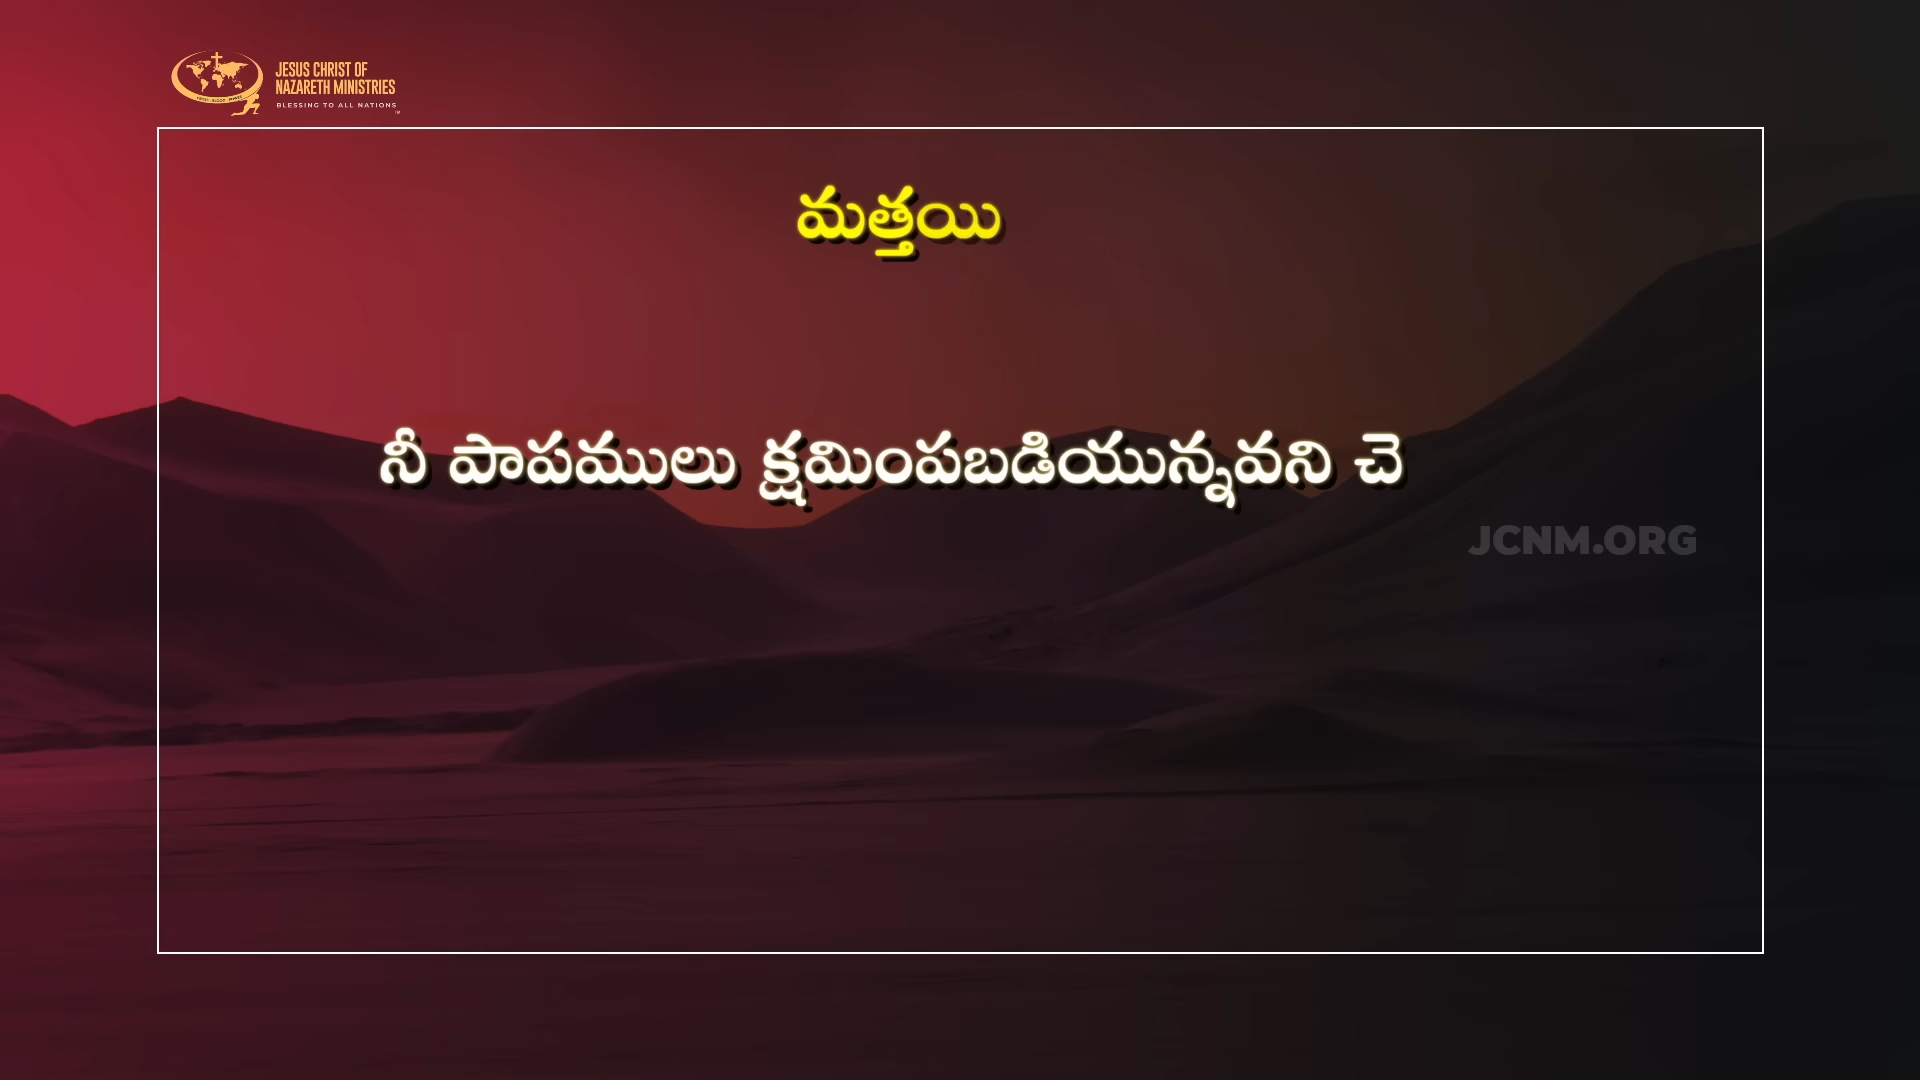 JESUS CHRIST OF
NAZARETH MINISTRIES
BLESSING TO ALL NATIONS
మత్తయి
నీ పాపములు క్షమింపబడియున్నవని చె
JCNM.ORG